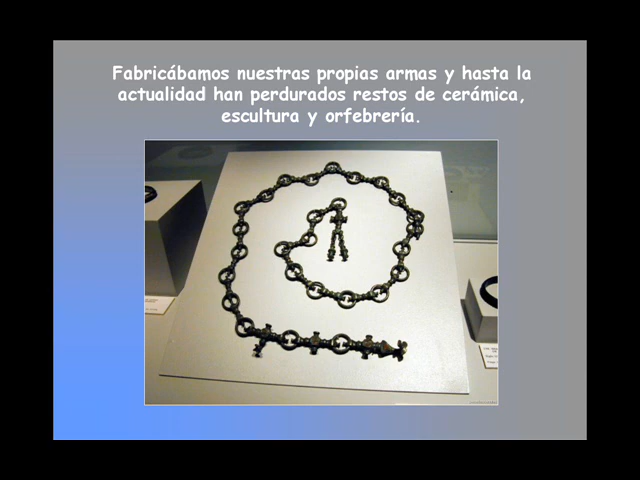 Fabricábamos nuestras propias armas y hasta la
actualidad han perdurados restos de cerámica,
escultura y orfebrería.